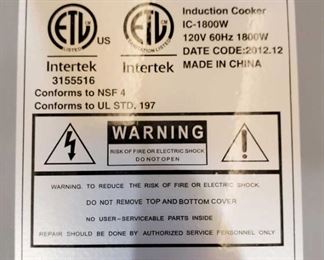 ETL
US
ETL
Intertek
3155516
Intertek
Conforms to NSF 4
Conforms to UL STD. 197
Induction Cooker
IC-1800W
120V 60Hz 1800W
DATE CODE:2012.12
MADE IN CHINA
WARNING
RISK OF FIRE OR ELECTRIC SHOCK
DO NOT OPEN
WARNING. TO REDUCE THE RISK OF FIRE OR ELECTRIC SHOCK
DO NOT REMOVE TOP AND BOTTOM COVER
NO USER-SERVICEABLE PARTS INSIDE
REPAIR SHOULD BE DONE BY AUTHORIZED SERVICE PERSONNEL ONLY